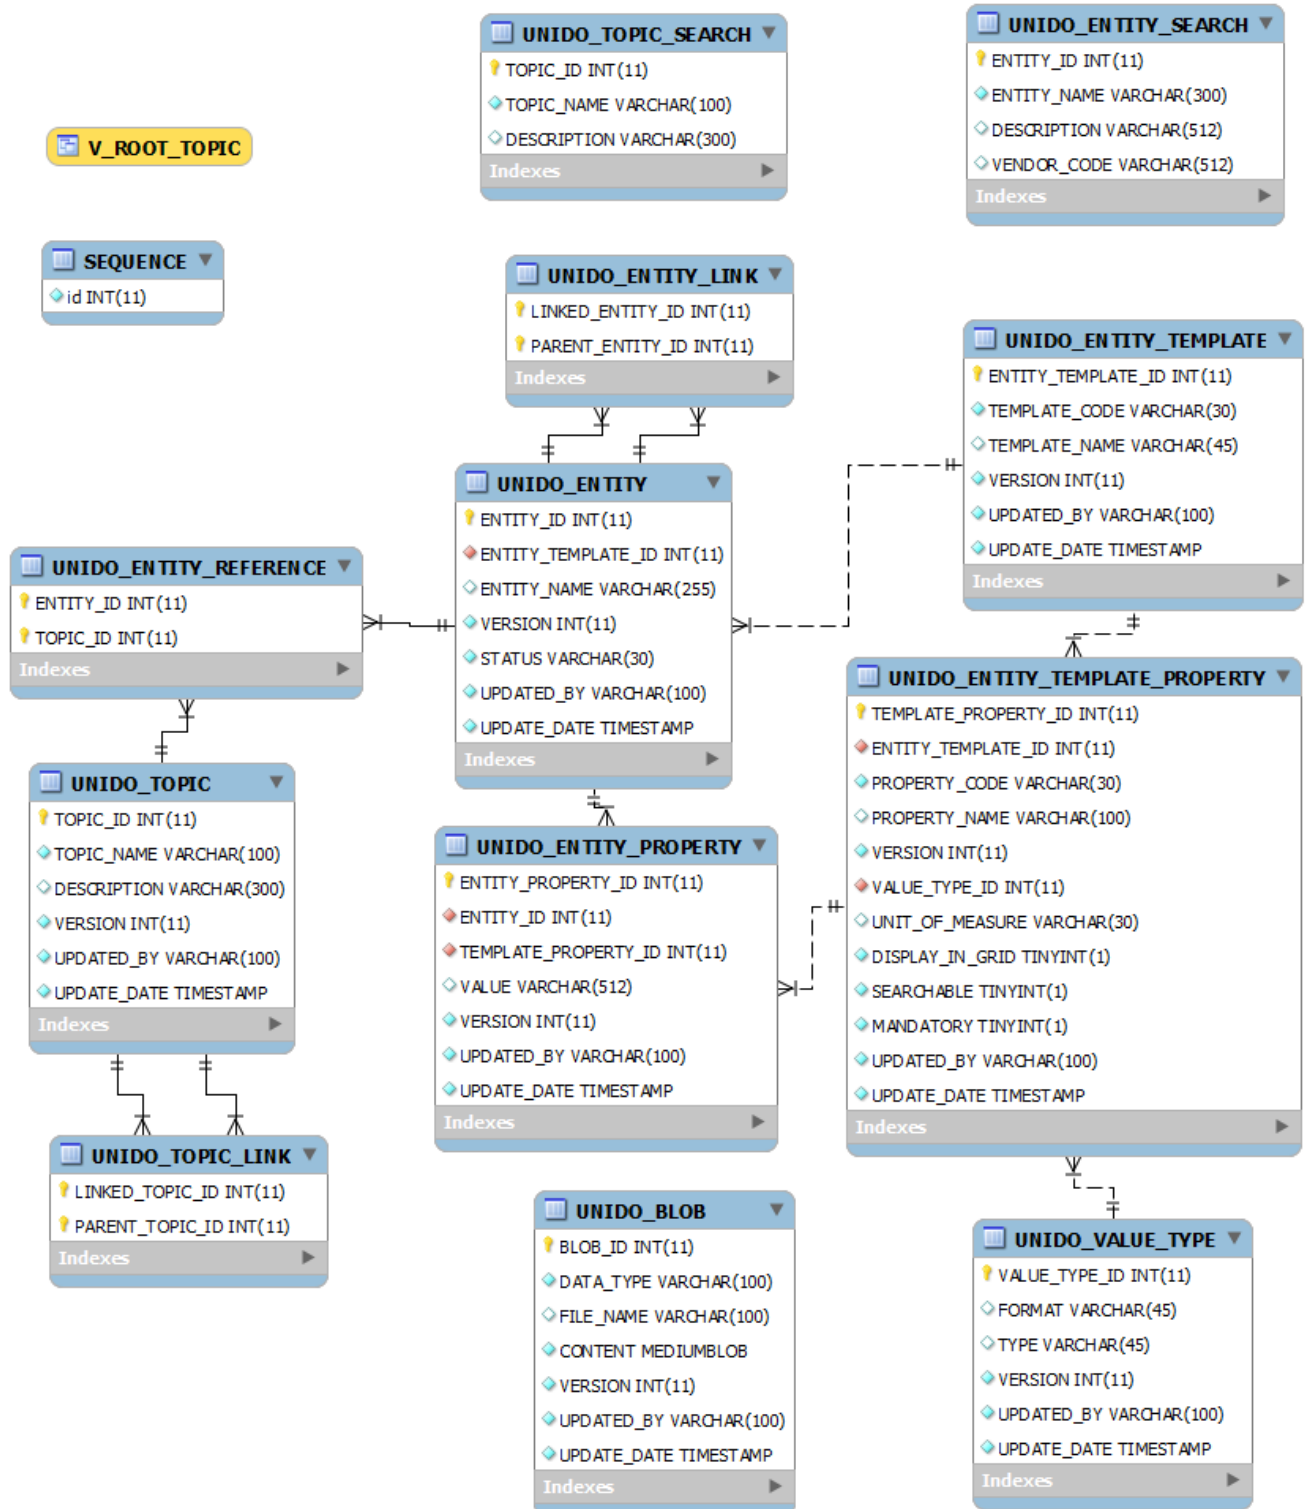 UNIDO_TOPIC_SEARCH
TOPIC_ID INT(11)
TOPIC_NAME VARCHAR(100)
DESCRIPTION VARCHAR(300)
Indexes
UNIDO_ENTITY_SEARCH
ENTITY_ID INT(11)
ENTITY_NAME VARCHAR(300)
DESCRIPTION VARCHAR(512)
VENDOR_CODE VARCHAR(512)
Indexes
V_ROOT_TOPIC
SEQUENCE
id INT(11)
UNIDO_ENTITY_LINK
LINKED_ENTITY_ID INT(11)
PARENT_ENTITY_ID INT(11)
Indexes
UNIDO_ENTITY_TEMPLATE
ENTITY_TEMPLATE_ID INT(11)
TEMPLATE_CODE VARCHAR(30)
TEMPLATE_NAME VARCHAR(45)
VERSION INT(11)
UPDATED_BY VARCHAR(100)
UPDATE_DATE TIMESTAMP
Indexes
UNIDO_ENTITY
ENTITY_ID INT(11)
ENTITY_TEMPLATE_ID INT(11)
ENTITY_NAME VARCHAR(255)
VERSION INT(11)
STATUS VARCHAR(30)
UPDATED_BY VARCHAR(100)
UPDATE_DATE TIMESTAMP
Indexes
UNIDO_ENTITY_REFERENCE
ENTITY_ID INT(11)
TOPIC_ID INT(11)
Indexes
UNIDO_ENTITY_TEMPLATE_PROPERTY
TEMPLATE_PROPERTY_ID INT(11)
ENTITY_TEMPLATE_ID INT(11)
PROPERTY_CODE VARCHAR(30)
PROPERTY_NAME VARCHAR(100)
VERSION INT(11)
VALUE_TYPE_ID INT(11)
UNIT_OF_MEASURE VARCHAR(30)
DISPLAY_IN_GRID TINYINT(1)
SEARCHABLE TINYINT(1)
MANDATORY TINYINT(1)
UPDATED_BY VARCHAR(100)
UPDATE_DATE TIMESTAMP
Indexes
UNIDO_TOPIC
TOPIC_ID INT(11)
TOPIC_NAME VARCHAR(100)
DESCRIPTION VARCHAR(300)
VERSION INT(11)
UPDATED_BY VARCHAR(100)
UPDATE_DATE TIMESTAMP
Indexes
UNIDO_ENTITY_PROPERTY
ENTITY_PROPERTY_ID INT(11)
ENTITY_ID INT(11)
TEMPLATE_PROPERTY_ID INT(11)
VALUE VARCHAR(512)
VERSION INT(11)
UPDATED_BY VARCHAR(100)
UPDATE_DATE TIMESTAMP
Indexes
UNIDO_TOPIC_LINK
LINKED_TOPIC_ID INT(11)
PARENT_TOPIC_ID INT(11)
Indexes
UNIDO_BLOB
BLOB_ID INT(11)
DATA_TYPE VARCHAR(100)
FILE_NAME VARCHAR(100)
CONTENT MEDIUMBLOB
VERSION INT(11)
UPDATED_BY VARCHAR(100)
UPDATE_DATE TIMESTAMP
Indexes
UNIDO_VALUE_TYPE
VALUE_TYPE_ID INT(11)
FORMAT VARCHAR(45)
TYPE VARCHAR(45)
VERSION INT(11)
UPDATED_BY VARCHAR(100)
UPDATE_DATE TIMESTAMP
Indexes